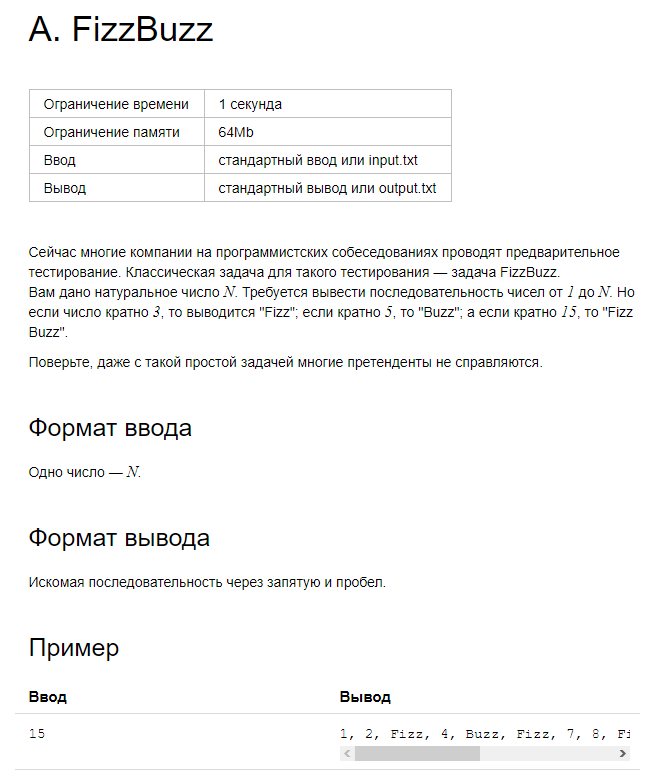 A. FizzBuzz
Ограничение времени 1 секунда
Ограничение памяти 64Mb
Ввод стандартный ввод или input.txt
Вывод стандартный вывод или output.txt
Сейчас многие компании на программистских собеседованиях проводят предварительное
тестирование. Классическая задача для такого тестирования — задача FizzBuzz.
Вам дано натуральное число N. Требуется вывести последовательность чисел от 1 до N. Но
если число кратно 3, то выводится "Fizz"; если кратно 5, то "Buzz"; а если кратно 15, то "Fizz
Buzz".
Поверьте, даже с такой простой задачей многие претенденты не справляются.
Формат ввода
Одно число — N.
Формат вывода
Искомая последовательность через запятую и пробел.
Пример
Ввод Вывод
15 1, 2, Fizz, 4, Buzz, Fizz, 7, 8, Fi